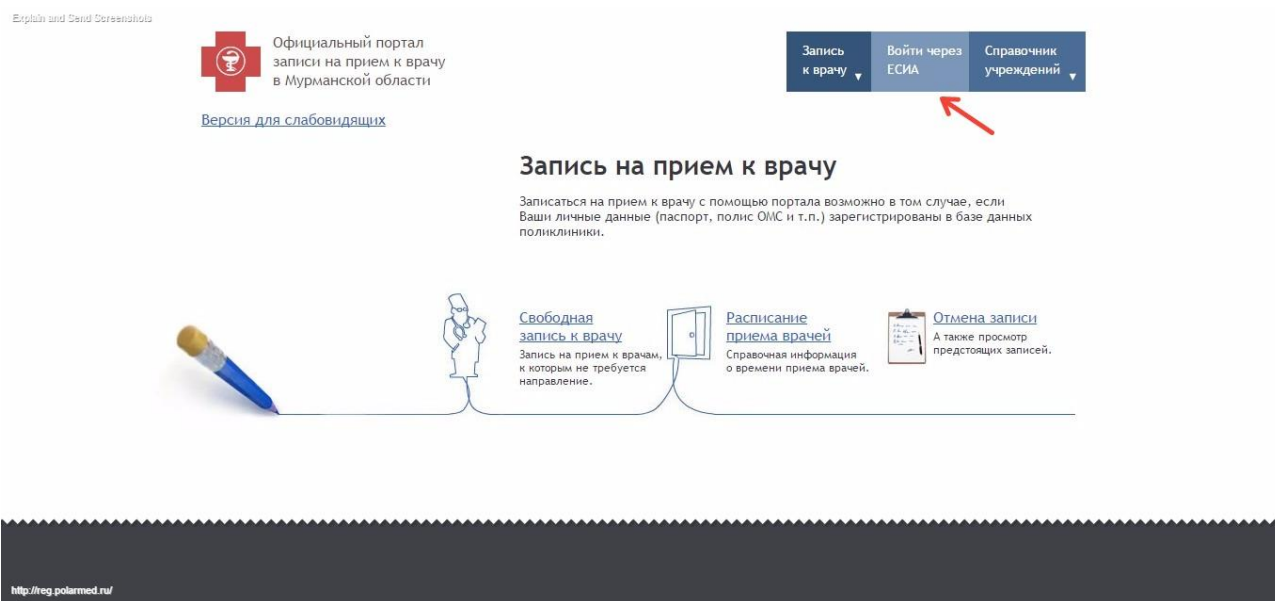 Explain and Send Screenshots
Официальный портал
записи на прием к врачу
в Мурманской области
Запись
к врачу
Войти через
ЕСИА
Справочник
учреждений
Версия для слабовидящих
Запись на прием к врачу
Записаться на прием к врачу с помощью портала возможно в том случае, если
Ваши личные данные (паспорт, полис ОМС и т.п.) зарегистрированы в базе данных
поликлиники.
Свободная
запись к врачу
Запись на прием к врачам,
к которым не требуется
направление.
Расписание
приема врачей
Справочная информация
о времени приема врачей.
Отмена записи
А также просмотр
предстоящих записей.
http://reg.polarmed.ru/